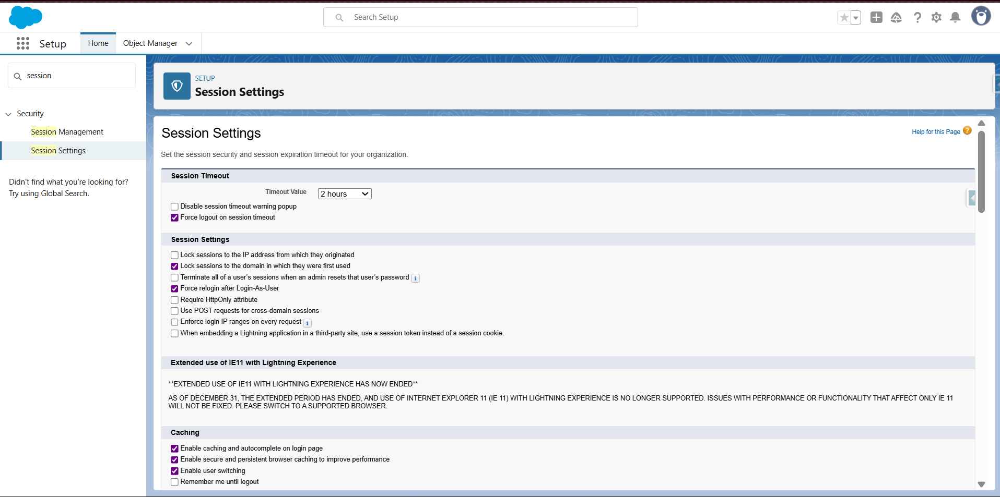 Search Setup
Setup
Home
Object Manager
session
Security
Session Management
Session Settings
Didn't find what you're looking for?
Try using Global Search.
SETUP
Session Settings
Session Settings
Help for this Page
Set the session security and session expiration timeout for your organization.
Session Timeout
Timeout Value 2 hours
Disable session timeout warning popup
Force logout on session timeout
Session Settings
Lock sessions to the IP address from which they originated
Lock sessions to the domain in which they were first used
Terminate all of a user's sessions when an admin resets that user's password
Force relogin after Login-As-User
Require HttpOnly attribute
Use POST requests for cross-domain sessions
Enforce login IP ranges on every request
When embedding a Lightning application in a third-party site, use a session token instead of a session cookie.
Extended use of IE11 with Lightning Experience
**EXTENDED USE OF IE11 WITH LIGHTNING EXPERIENCE HAS NOW ENDED**
AS OF DECEMBER 31, THE EXTENDED PERIOD HAS ENDED, AND USE OF INTERNET EXPLORER 11 (IE 11) WITH LIGHTNING EXPERIENCE IS NO LONGER SUPPORTED. ISSUES WITH PERFORMANCE OR FUNCTIONALITY THAT AFFECT ONLY IE 11
WILL NOT BE FIXED. PLEASE SWITCH TO A SUPPORTED BROWSER.
Caching
Enable caching and autocomplete on login page
Enable secure and persistent browser caching to improve performance
Enable user switching
Remember me until logout